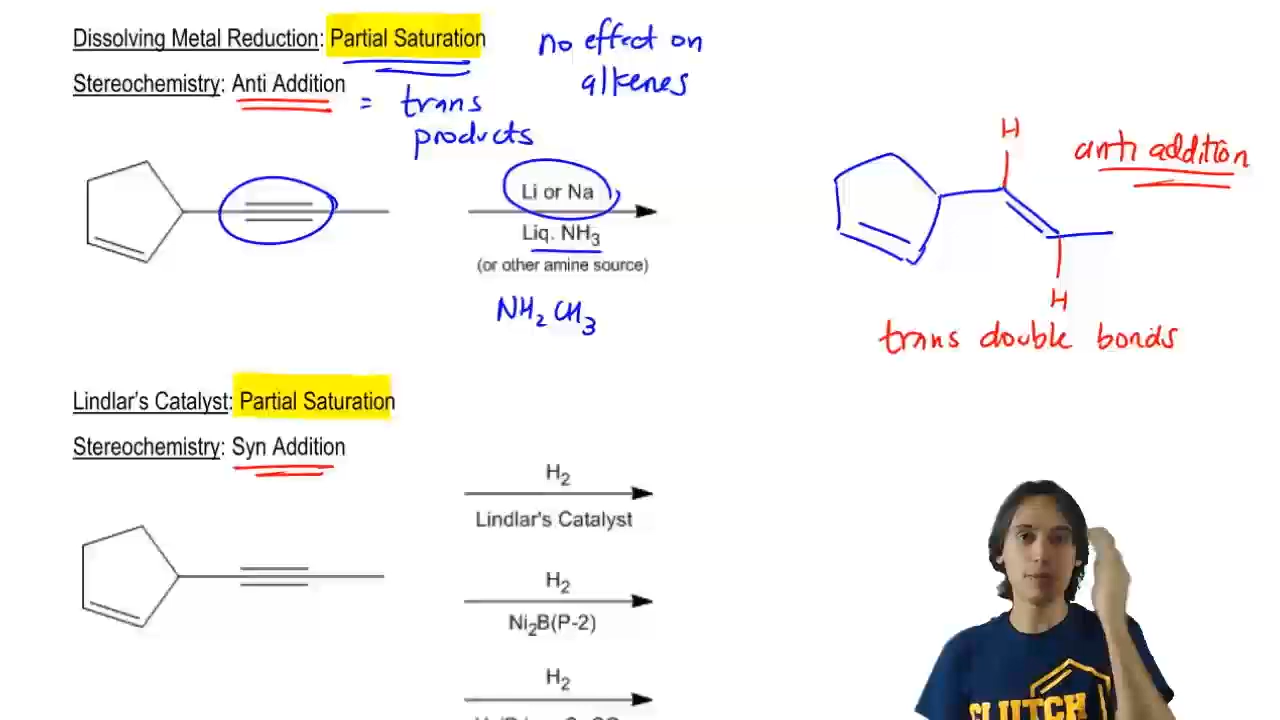 Dissolving Metal Reduction: Partial Saturation
no effect on
alkenes
Stereochemistry: Anti Addition
= trans
products
Li or Na
Liq. NH3
(or other amine source)
NH2 CH3
H
anti addition
H
trans double bonds
Lindlar's Catalyst: Partial Saturation
Stereochemistry: Syn Addition
H2
Lindlar's Catalyst
H2
Ni2B(P-2)
H2
CLUTCH